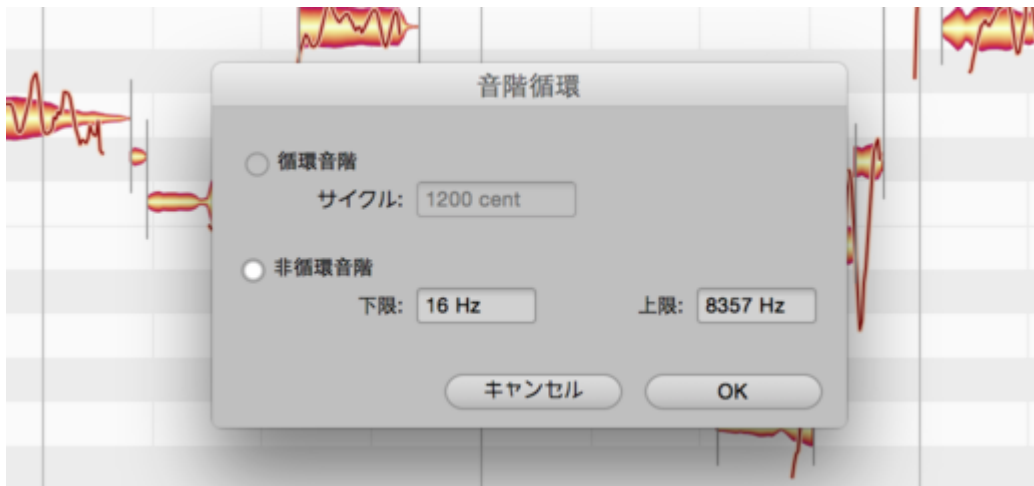 音階循環
循環音階
サイクル: 1200 cent
非循環音階
下限: 16 Hz 上限: 8357 Hz
キャンセル OK